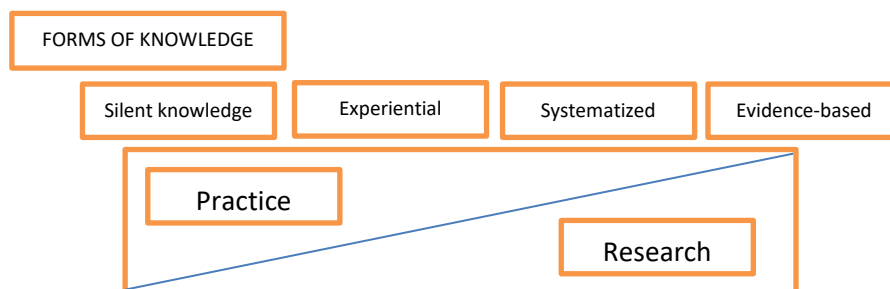 FORMS OF KNOWLEDGE
Silent knowledge
Experiential
Systematized
Evidence-based
Practice
Research